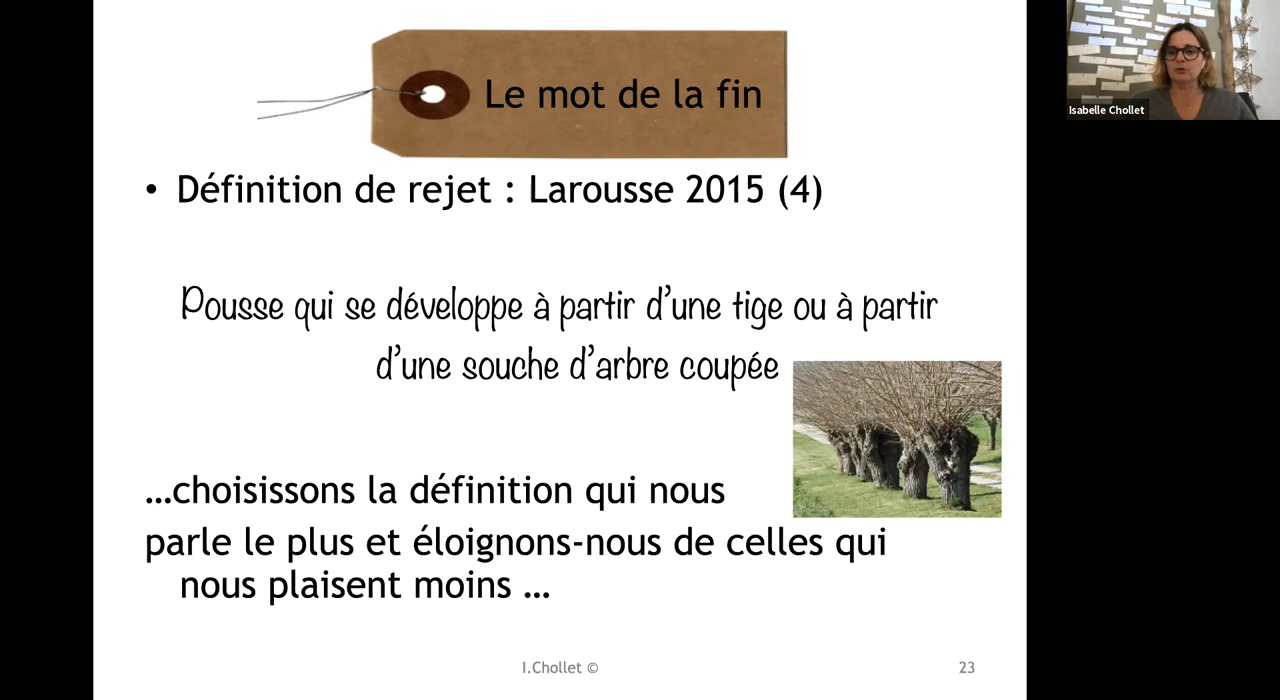 Le mot de la fin
• Définition de rejet : Larousse 2015 (4)
Pousse qui se développe à partir d'une tige ou à partir
d'une souche d'arbre coupée
...choisissons la définition qui nous
parle le plus et éloignons-nous de celles qui
nous plaisent moins ...
I.Chollet ©
23
Isabelle Chollet